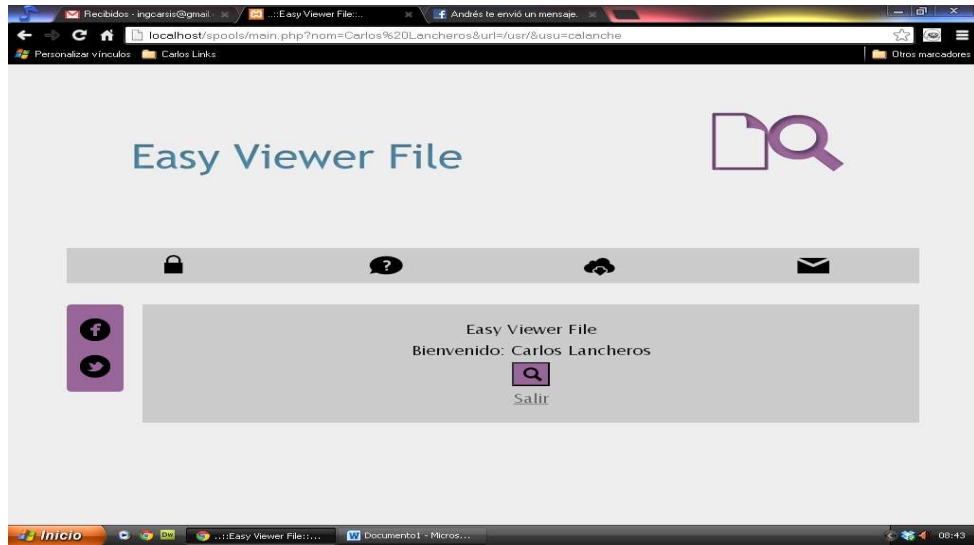 Recibidos - ingcarsis@gmail.
..::Easy Viewer File::..
Andrés te envió un mensaje.
localhost/spools/main.php?nom=Carlos%20Lancheros&url=/usr/&usu=calanche
Personalizar vínculos
Carlos Links
Otros marcadores
Easy Viewer File
?
Easy Viewer File
Bienvenido: Carlos Lancheros
Salir
Inicio
Dw
..::Easy Viewer File::...
W Documento1 - Micros...
08:43